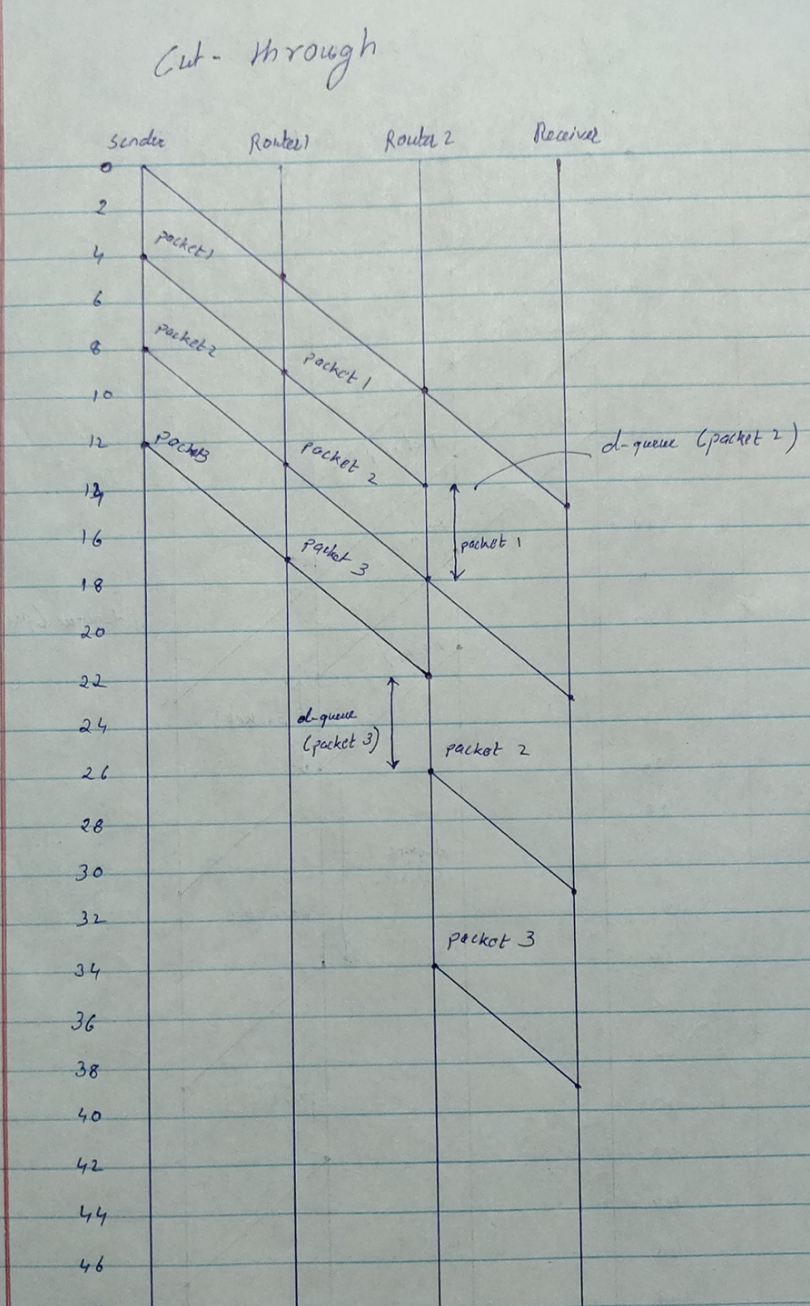 Cut-through
Sender Router1 Router 2 Receiver
0
2
packet1
4
6
packet2
8
packet 1
10
12
packet3
d-queue (packet 2)
packet 2
14
16
packet 1
packet 3
18
20
22
d-queue
(packet 3)
24
packet 2
26
28
30
32
packet 3
34
36
38
40
42
44
46